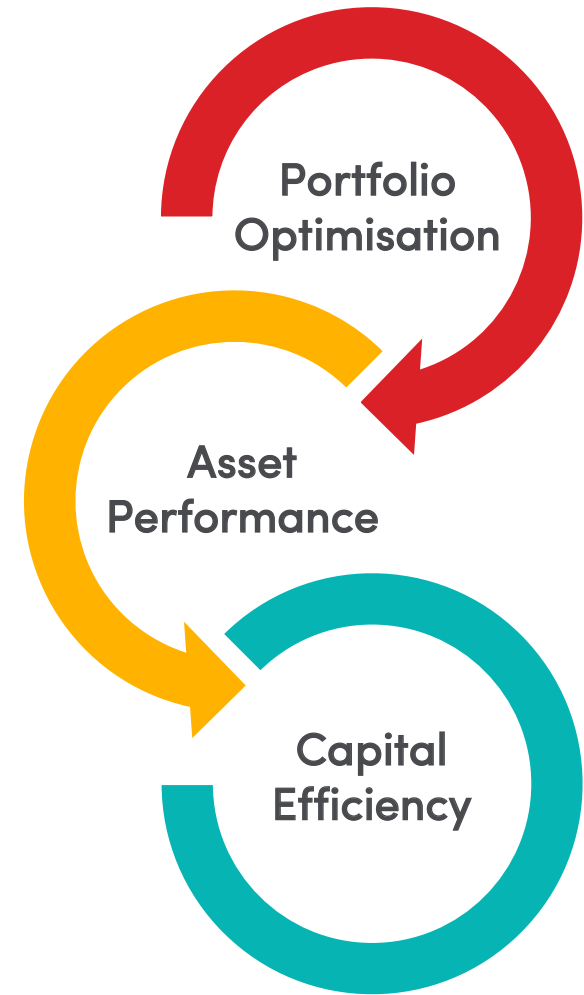 Portfolio
Optimisation
Asset
Performance
Capital
Efficiency